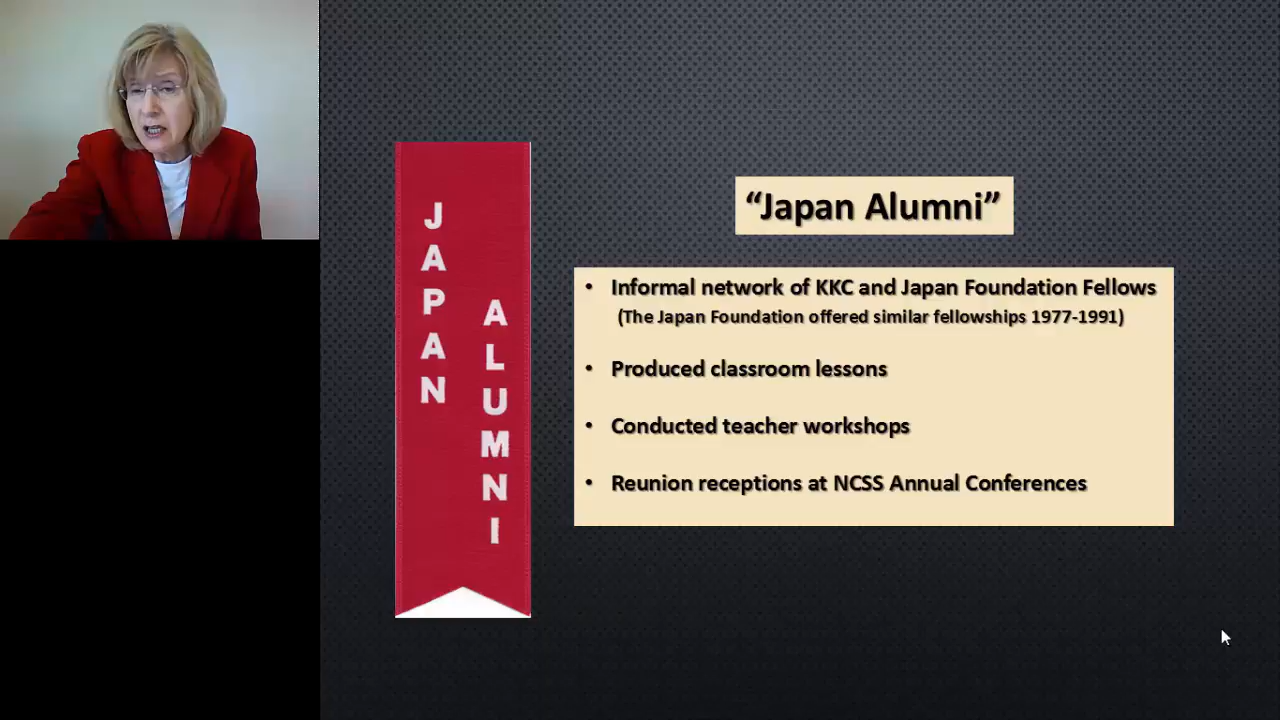 JAPAN
ALUMNI
“Japan Alumni”
• Informal network of KKC and Japan Foundation Fellows
(The Japan Foundation offered similar fellowships 1977-1991)
• Produced classroom lessons
• Conducted teacher workshops
• Reunion receptions at NCSS Annual Conferences